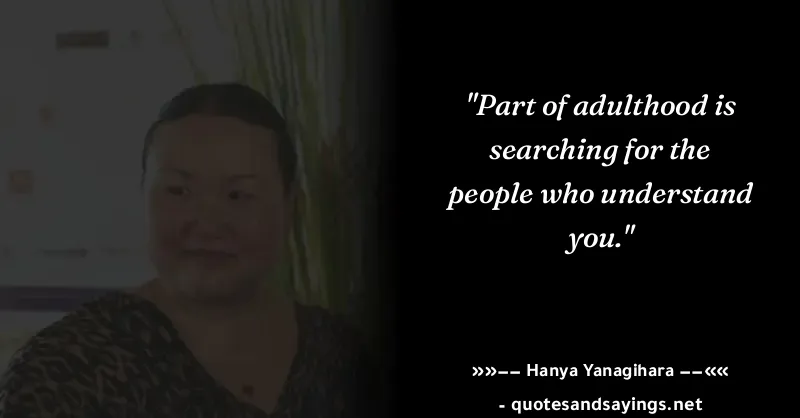 "Part of adulthood is
searching for the
people who understand
you."
»»–– Hanya Yanagihara ––««
- quotesandsayings.net